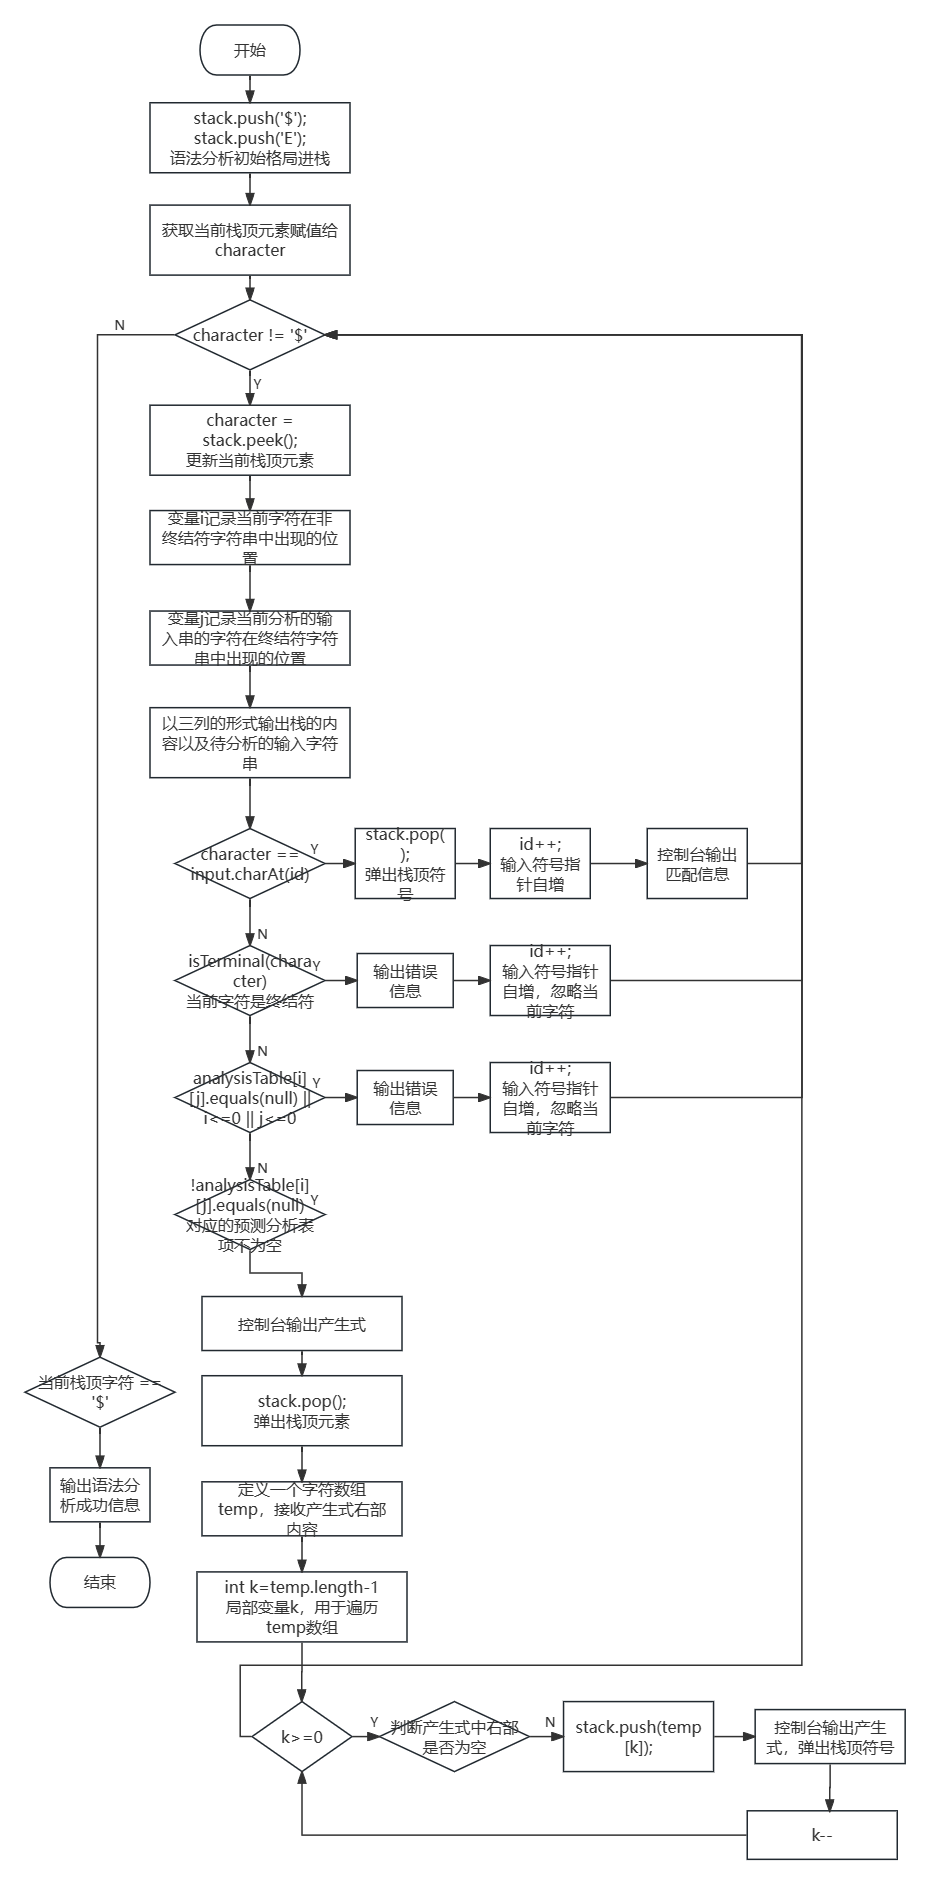 开始
stack.push('$');
stack.push('E');
语法分析初始格局进栈
获取当前栈顶元素赋值给
character
N
character != '$'
Y
character =
stack.peek();
更新当前栈顶元素
变量i记录当前字符在非
终结符字符串中出现的位
置
变量j记录当前分析的输
入串的字符在终结符字符
串中出现的位置
以三列的形式输出栈的内
容以及待分析的输入字符
串
character ==
input.charAt(id)
Y
stack.pop(
);
弹出栈顶符
号
id++;
输入符号指
针自增
控制台输出
匹配信息
N
isTerminal(chara
cter)
当前字符是终结符
Y
输出错误
信息
id++;
输入符号指针
自增，忽略当
前字符
N
analysisTable[i]
[j].equals(null) ||
i<=0 || j<=0
Y
输出错误
信息
id++;
输入符号指针
自增，忽略当
前字符
N
!analysisTable[i]
[j].equals(null)
对应的预测分析表
项不为空
Y
控制台输出产生式
当前栈顶字符 ==
'$'
stack.pop();
弹出栈顶元素
输出语法分
析成功信息
定义一个字符数组
temp，接收产生式右部
内容
结束
int k=temp.length-1
局部变量k，用于遍历
temp数组
k>=0
Y
判断产生式中右部
是否为空
N
stack.push(temp
[k]);
控制台输出产生
式，弹出栈顶符号
k--